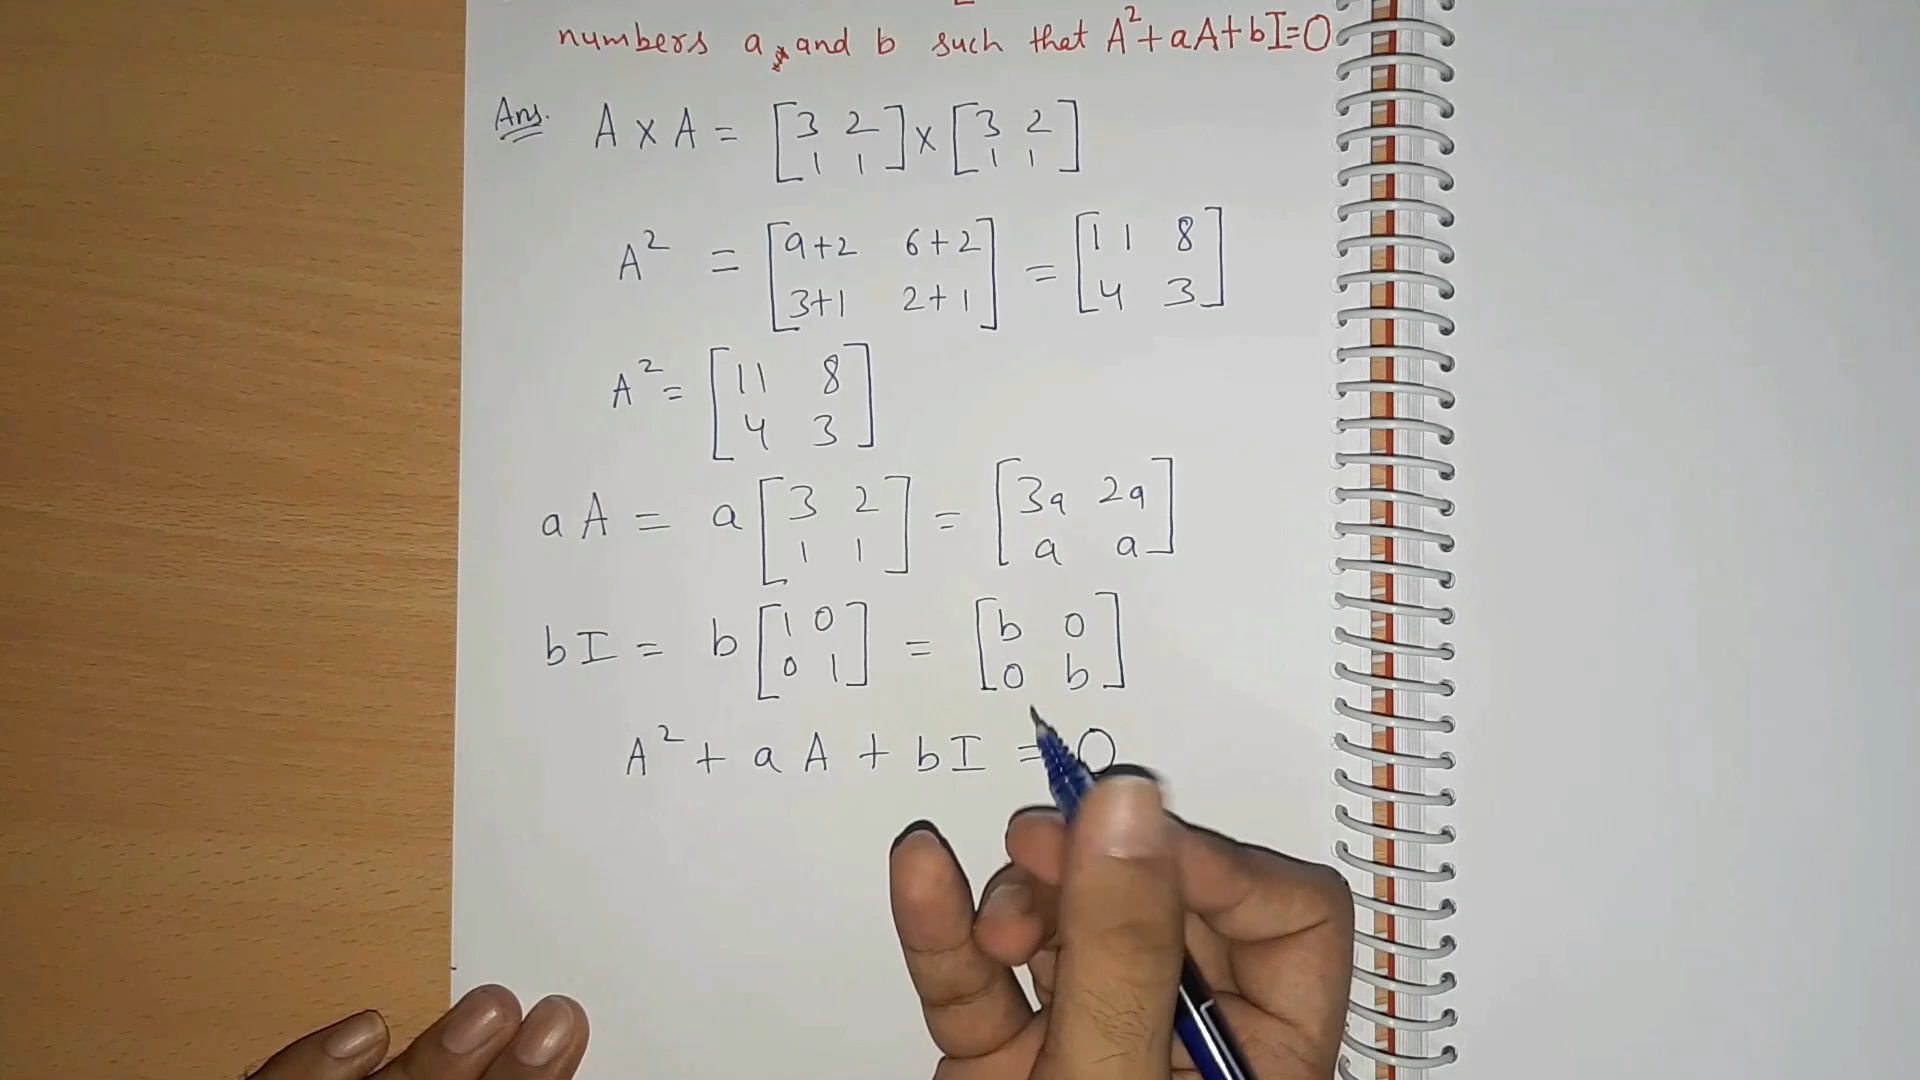 numbers a, and b such that A²+aA+bI=0
Ans. A × A = [3 2 1 1] × [3 2 1 1]
A² = [9+2 6+2 3+1 2+1] = [11 8 4 3]
A² = [11 8 4 3]
aA = a[3 2 1 1] = [3a 2a a a]
bI = b[1 0 0 1] = [b 0 0 b]
A² + aA + bI = 0